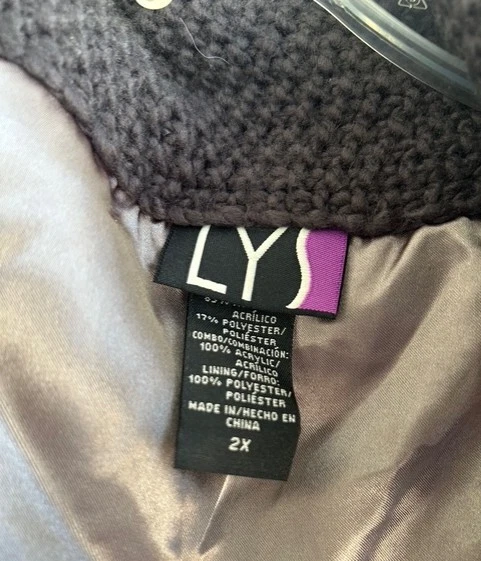 LYS
ACRÍLICO
17% POLYESTER/
POLIÉSTER
COMBO/COMBINACIÓN:
100% ACRYLIC/
ACRÍLICO
LINING/FORRO:
100% POLYESTER/
POLIÉSTER
MADE IN/HECHO EN
CHINA
2X